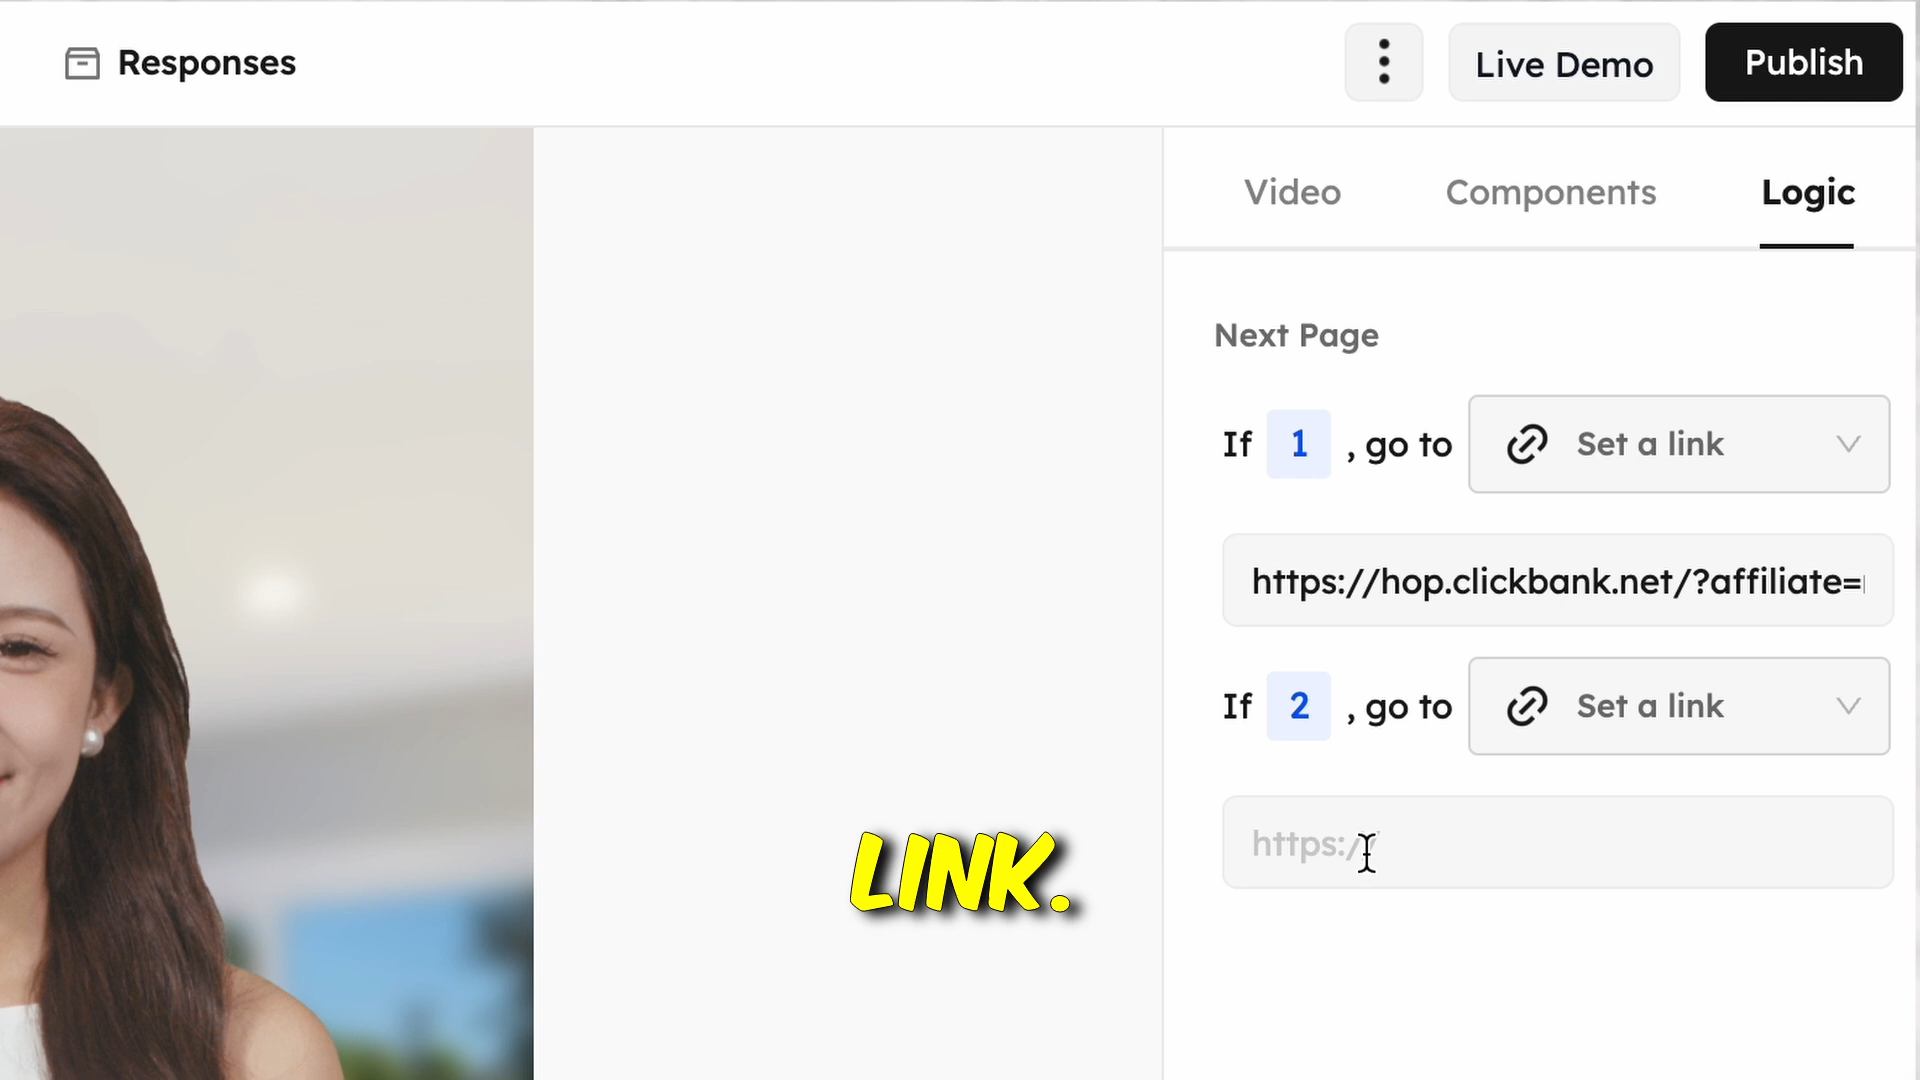 Responses
Live Demo
Publish
Video
Components
Logic
Next Page
If 1 , go to Set a link
https://hop.clickbank.net/?affiliate=
If 2 , go to Set a link
https://
LINK.